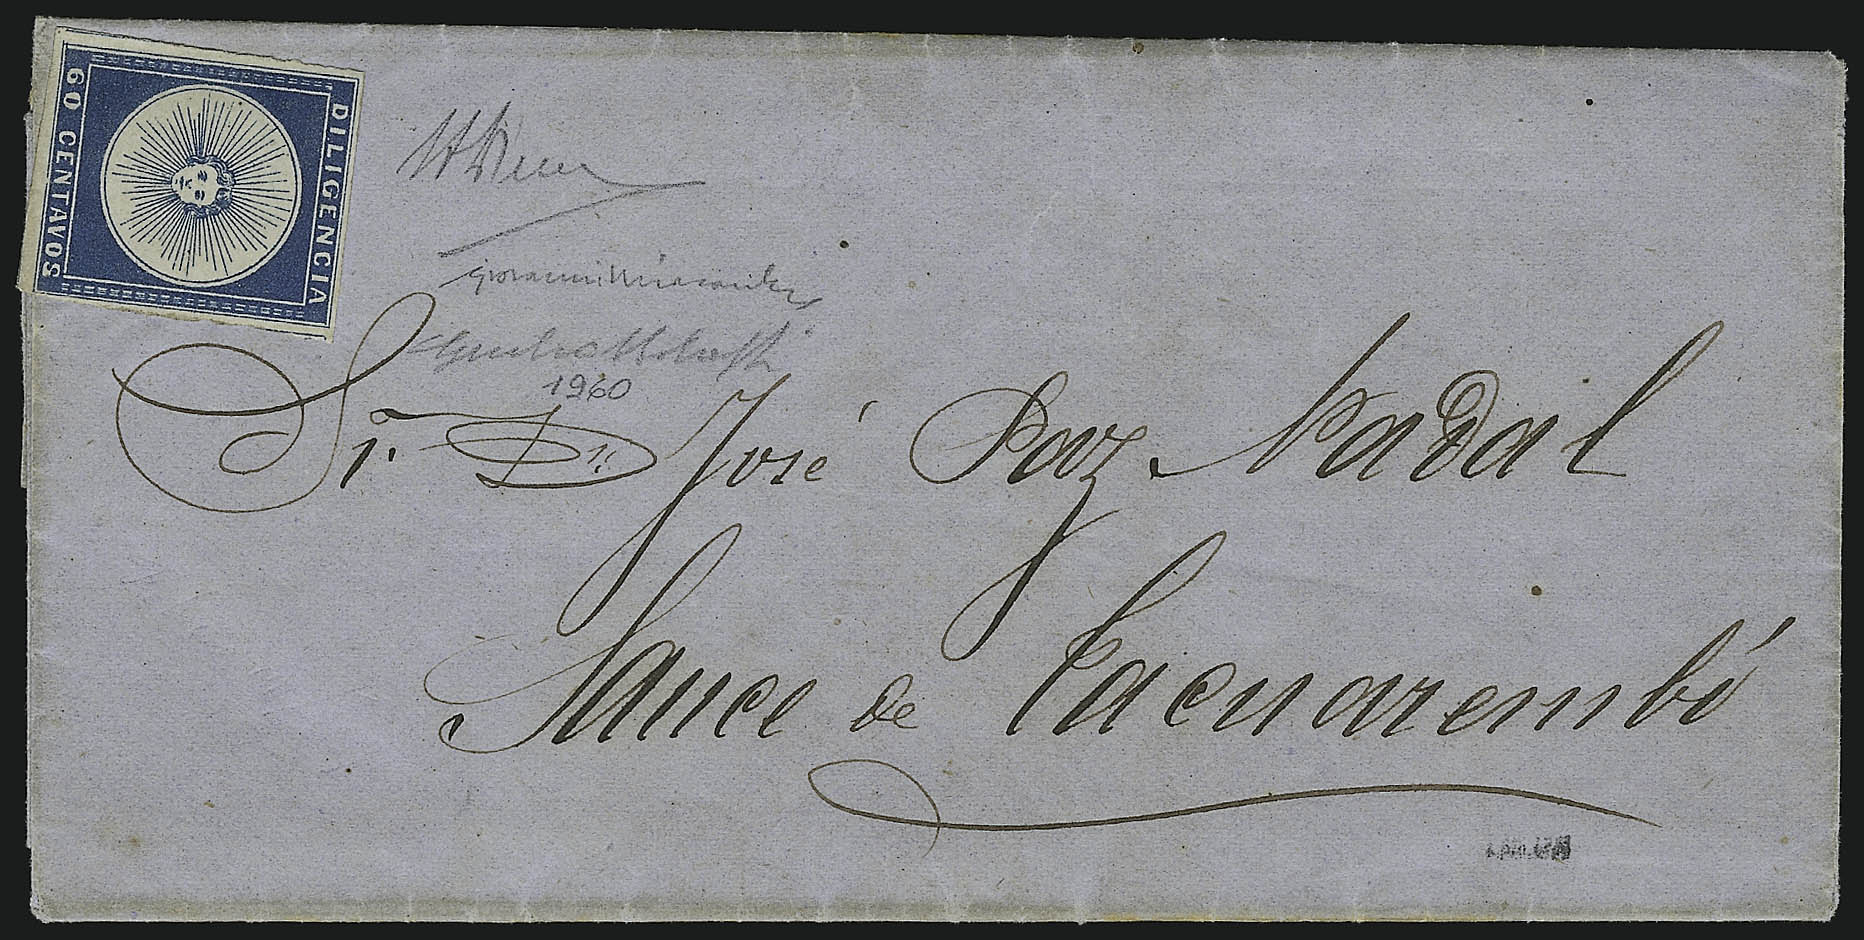 DILIGENCIA
60 CENTAVOS
1960
Sr. Dn. José Paz Nadal
Sauce de Tacuarembó